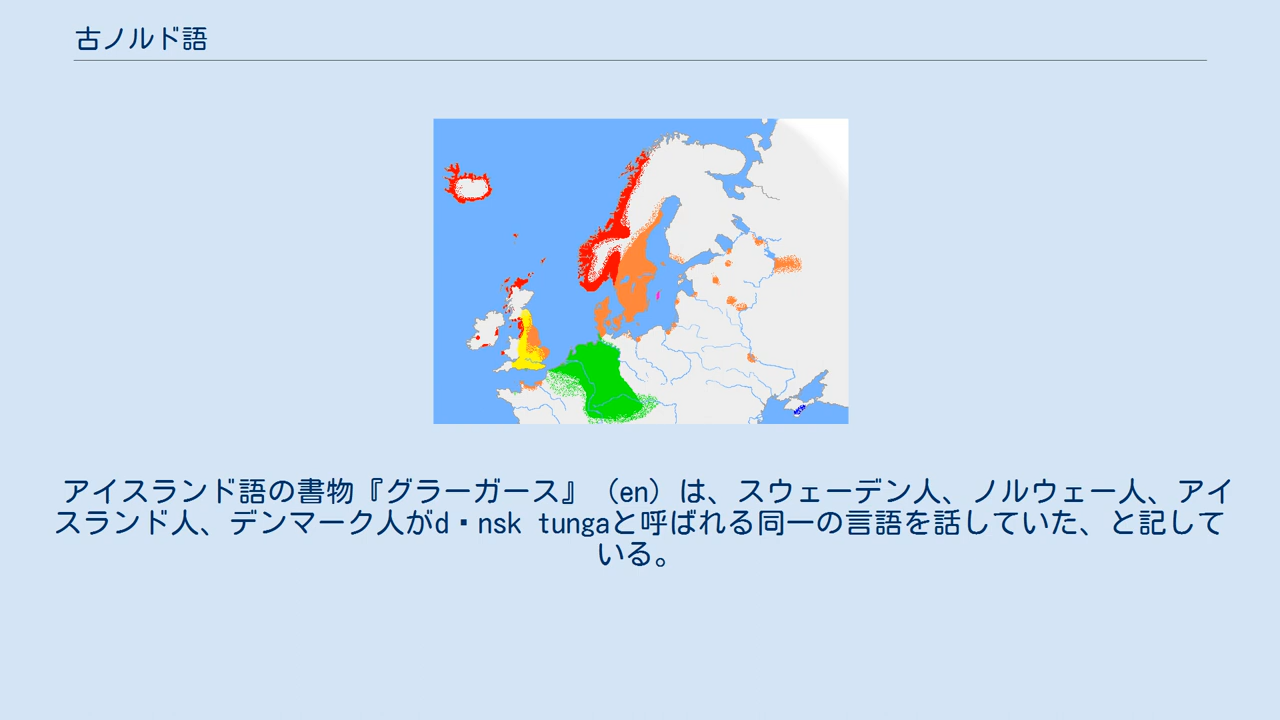 古ノルド語
アイスランド語の書物『グラーガース』（en）は、スウェーデン人、ノルウェー人、アイ
スランド人、デンマーク人がd▪nsk tungaと呼ばれる同一の言語を話していた、と記して
いる。